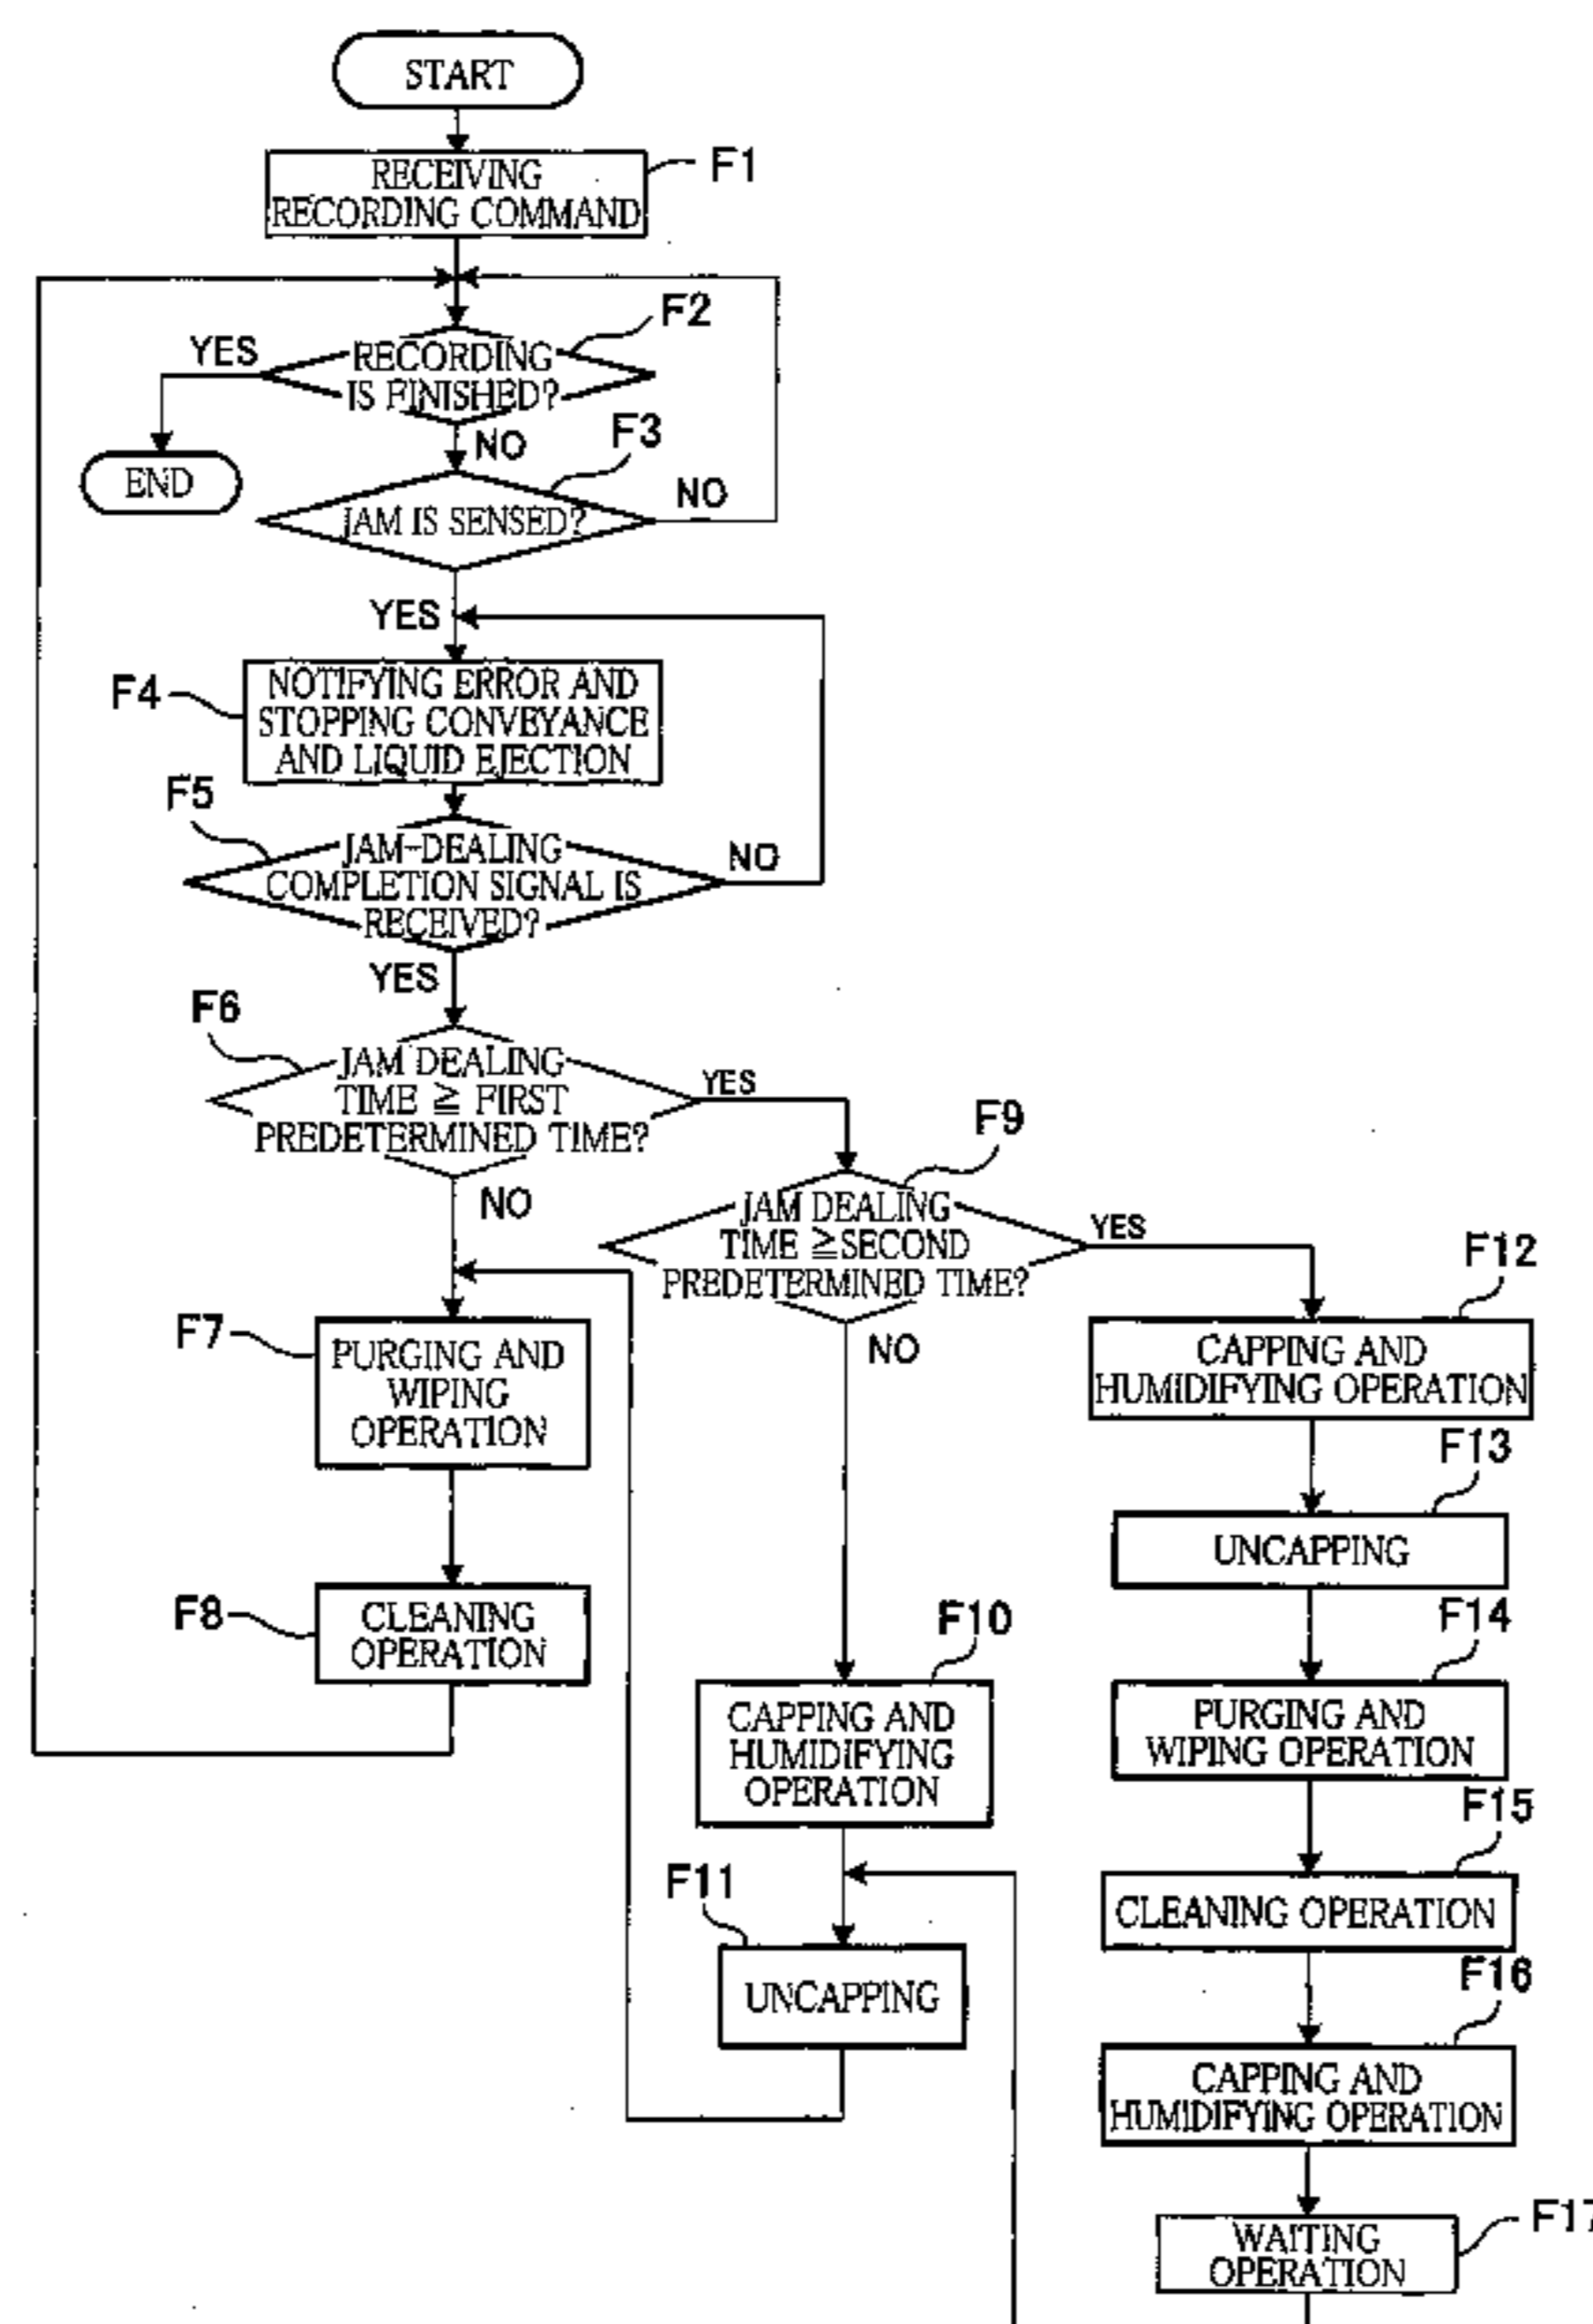 START
RECEIVING
RECORDING COMMAND
F1
F2
YES
RECORDING
IS FINISHED?
NO
F3
END
JAM IS SENSED?
NO
YES
F4
NOTIFYING ERROR AND
STOPPING CONVEYANCE
AND LIQUID EJECTION
F5
JAM-DEALING
COMPLETION SIGNAL IS
RECEIVED?
NO
YES
F6
JAM DEALING
TIME ≧ FIRST
PREDETERMINED TIME?
YES
NO
F9
JAM DEALING
TIME ≧SECOND
PREDETERMINED TIME?
YES
NO
F7
PURGING AND
WIPING
OPERATION
F8
CLEANING
OPERATION
F10
CAPPING AND
HUMIDIFYING
OPERATION
F11
UNCAPPING
F12
CAPPING AND
HUMIDIFYING OPERATION
F13
UNCAPPING
F14
PURGING AND
WIPING OPERATION
F15
CLEANING OPERATION
F16
CAPPING AND
HUMIDIFYING OPERATION
F17
WAITING
OPERATION